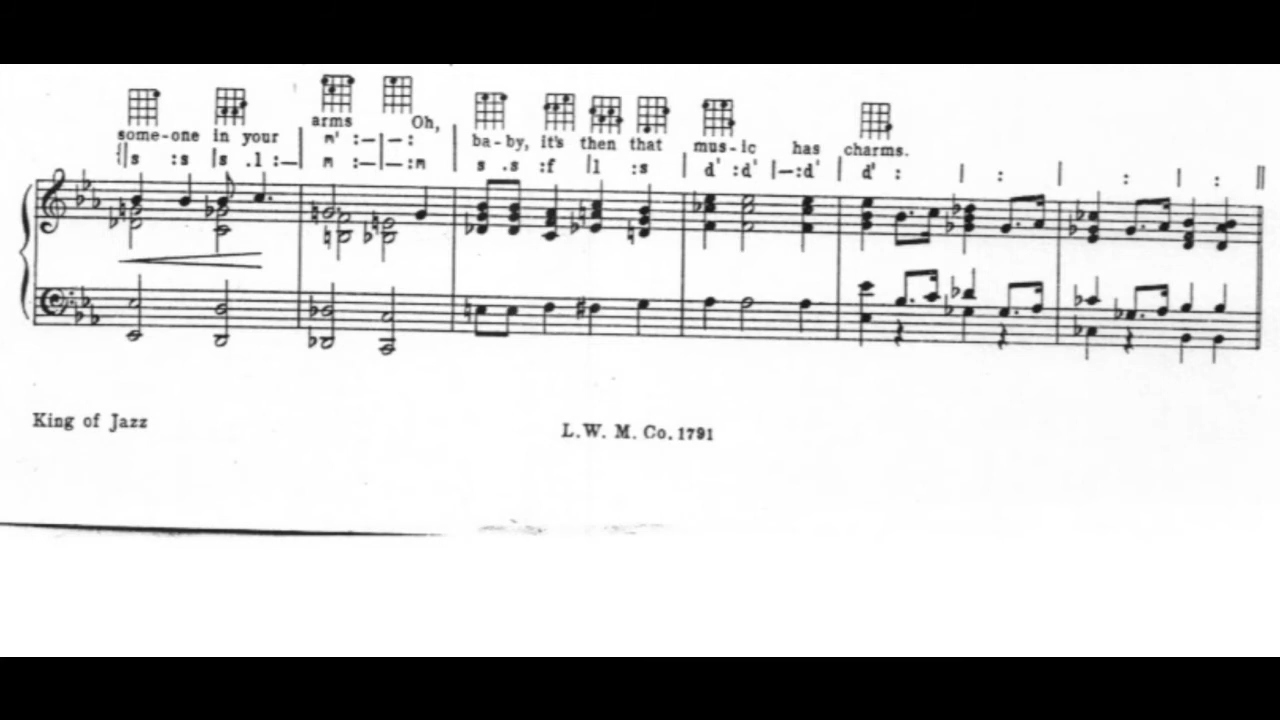 some-one in your arms Oh, ba-by, it's then that mus-ic has charms.
{| s :s | s .l :— | m' :— | — : | s .s :f | l :s | d' :d' | — :d' | d' : | : | : | : ||
m :— | — :m
King of Jazz
L. W. M. Co. 1791